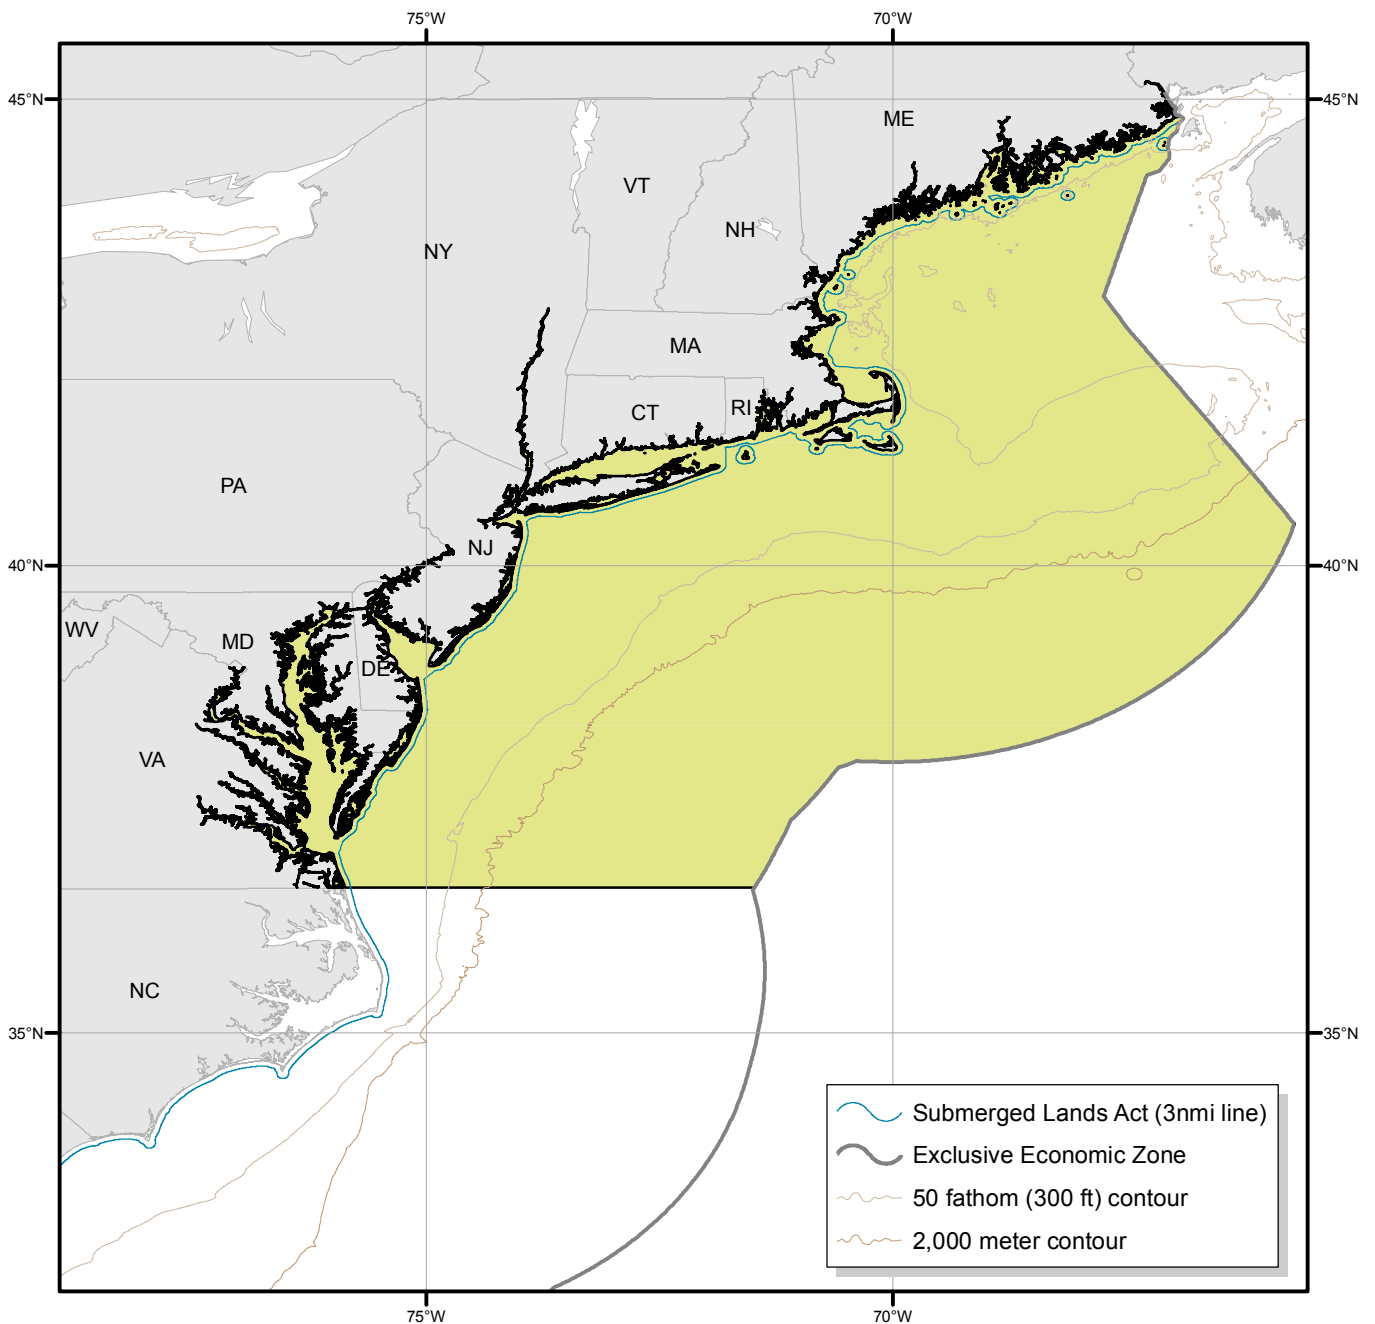 75°W 70°W
45°N 45°N
ME
VT
NH
NY
MA
CT RI
PA
NJ
40°N 40°N
WV MD
DE
VA
NC
35°N 35°N
Submerged Lands Act (3nmi line)
Exclusive Economic Zone
50 fathom (300 ft) contour
2,000 meter contour
75°W 70°W